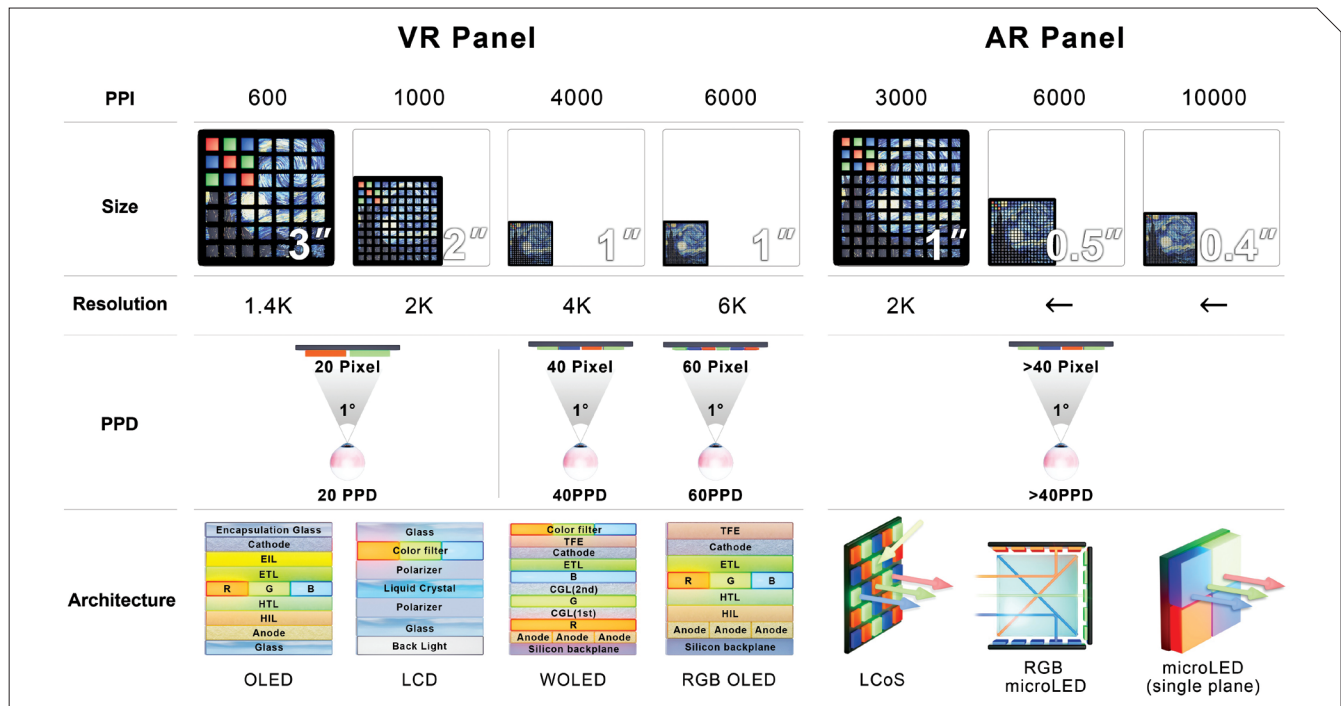 VR Panel
AR Panel
PPI
600
1000
4000
6000
3000
6000
10000
Size
3″
2″
1″
1″
1″
0.5″
0.4″
Resolution
1.4K
2K
4K
6K
2K
←
←
PPD
20 Pixel
1°
20 PPD
40 Pixel
1°
40PPD
60 Pixel
1°
60PPD
>40 Pixel
1°
>40PPD
Architecture
Encapsulation Glass
Cathode
EIL
ETL
R G B
HTL
HIL
Anode
Glass
OLED
Glass
Color filter
Polarizer
Liquid Crystal
Polarizer
Glass
Back Light
LCD
Color filter
TFE
Cathode
ETL
B
CGL(2nd)
G
CGL(1st)
R
Anode Anode Anode
Silicon backplane
WOLED
TFE
Cathode
ETL
R G B
HTL
HIL
Anode Anode Anode
Silicon backplane
RGB OLED
LCoS
RGB
microLED
microLED
(single plane)